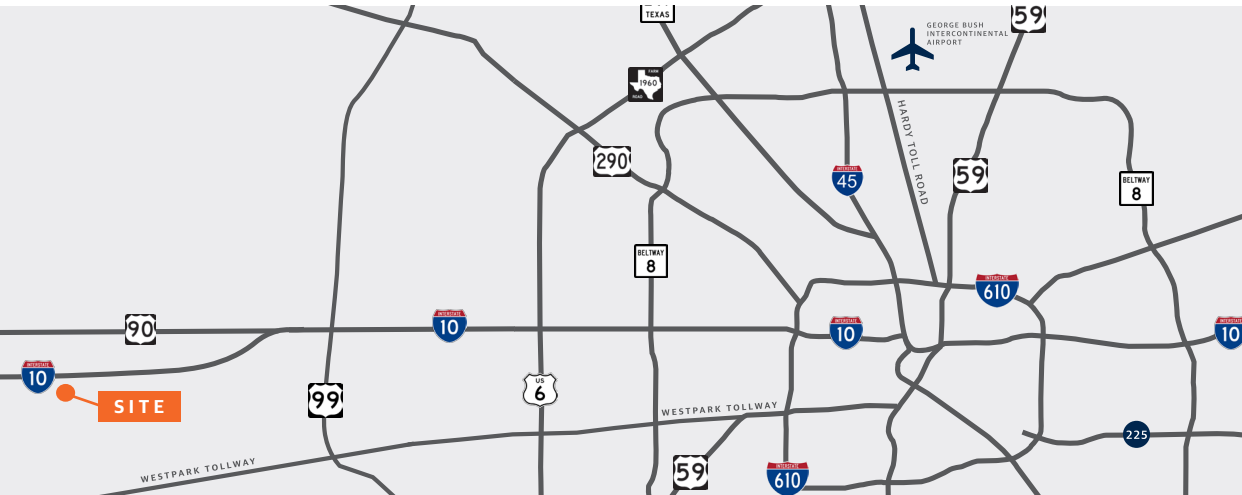 TEXAS
59
GEORGE BUSH
INTERCONTINENTAL
AIRPORT
FARM
1960
ROAD
HARDY TOLL ROAD
290
INTERSTATE
45
59
BELTWAY
8
BELTWAY
8
INTERSTATE
610
90
INTERSTATE
10
INTERSTATE
10
INTERSTATE
10
INTERSTATE
10
SITE
99
US
6
WESTPARK TOLLWAY
225
WESTPARK TOLLWAY
59
INTERSTATE
610